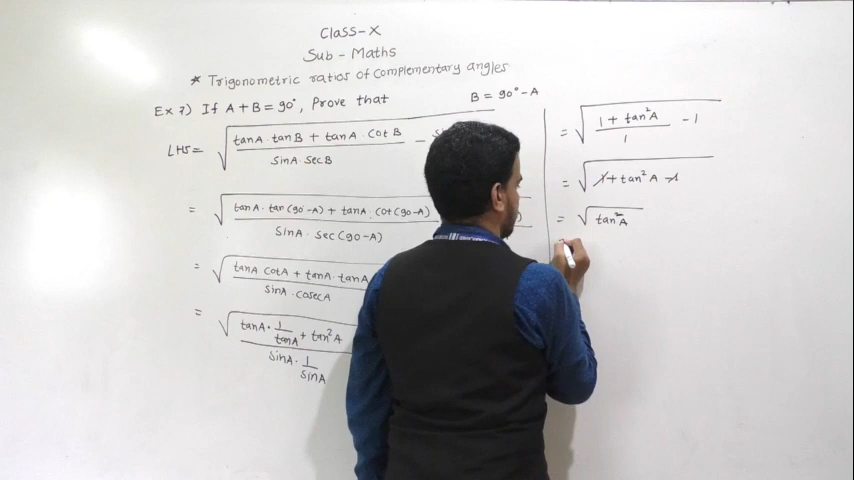 Class-X
Sub - Maths
* Trigonometric ratios of complementary angles
Ex 7) If A + B = 90°, Prove that
B = 90° - A
LHS = √((tanA · tanB + tanA · cotB)/(sinA · secB) -
= √((tanA · tan(90-A) + tanA · cot(90-A))/(sinA · sec(90-A))
= √((tanA cotA + tanA · tanA)/(sinA · cosecA)
= √((tanA · 1/tanA + tan²A)/(sinA · 1/sinA)
= √((1 + tan²A)/1 - 1)
= √(1 + tan²A - 1)
= √(tan²A)